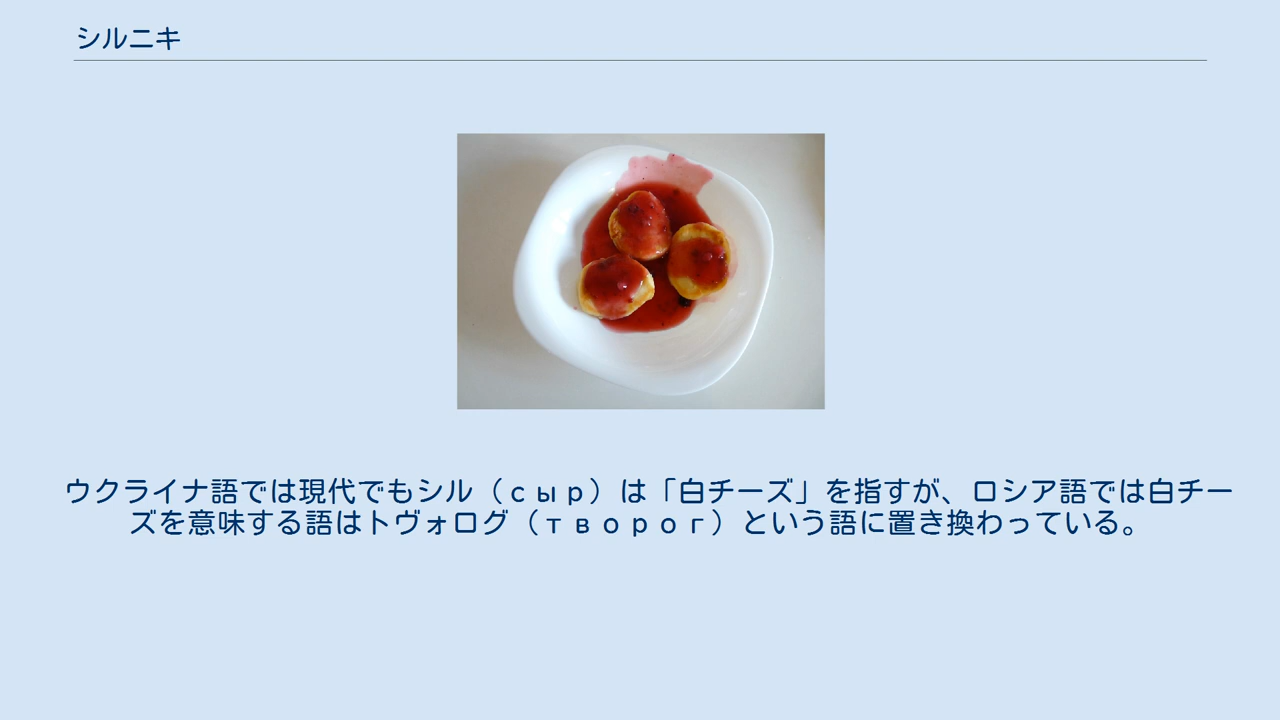 シルニキ
ウクライナ語では現代でもシル（ｓыｒ）は「白チーズ」を指すが、ロシア語では白チー
ズを意味する語はトヴォログ（творог）という語に置き換わっている。